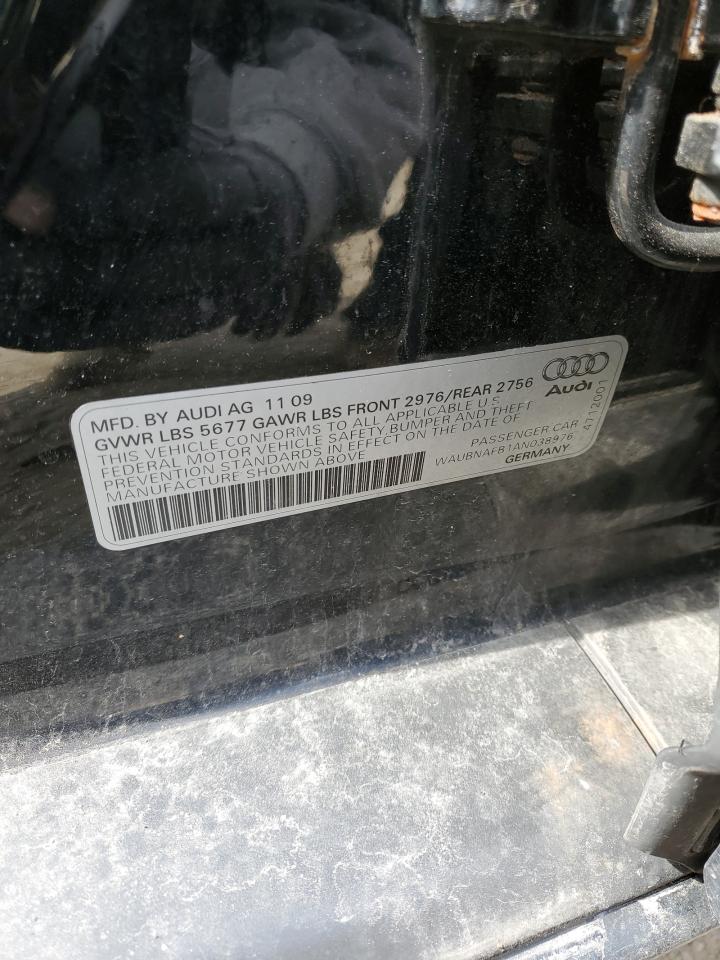 MFD. BY AUDI AG 11 09
GVWR LBS 5677 GAWR LBS FRONT 2976/REAR 2756
THIS VEHICLE CONFORMS TO ALL APPLICABLE U S
FEDERAL MOTOR VEHICLE SAFETY, BUMPER AND THEFT
PREVENTION STANDARDS IN EFFECT ON THE DATE OF
MANUFACTURE SHOWN ABOVE
Audi
PASSENGER CAR
WAUBNAFB1AN038976
GERMANY
4712001